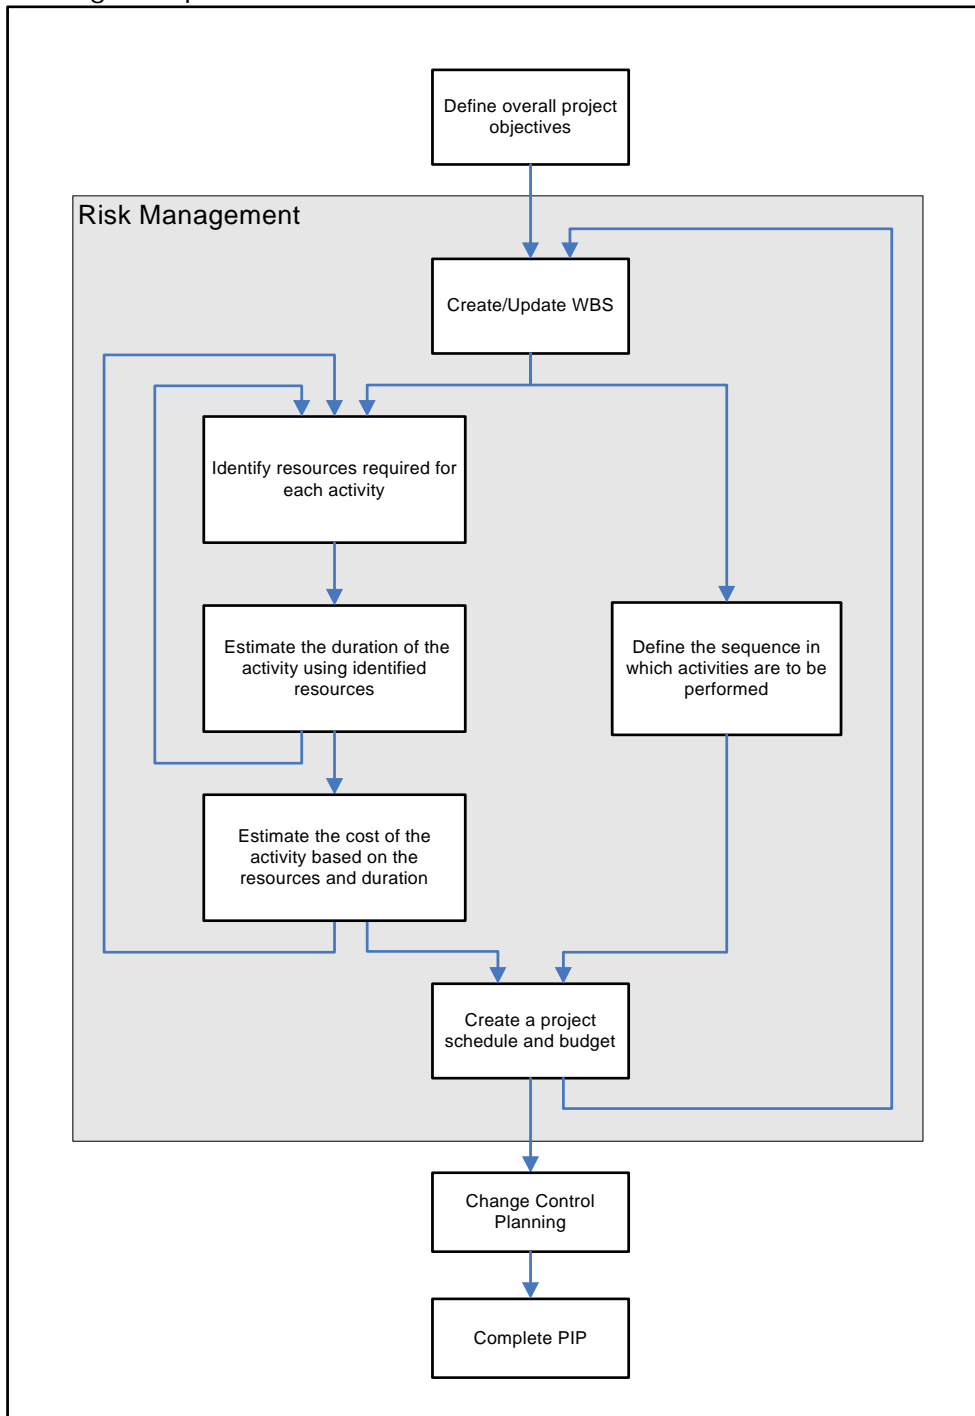 Define overall project
objectives
Risk Management
Create/Update WBS
Identify resources required for
each activity
Estimate the duration of the
activity using identified
resources
Define the sequence in
which activities are to be
performed
Estimate the cost of the
activity based on the
resources and duration
Create a project
schedule and budget
Change Control
Planning
Complete PIP